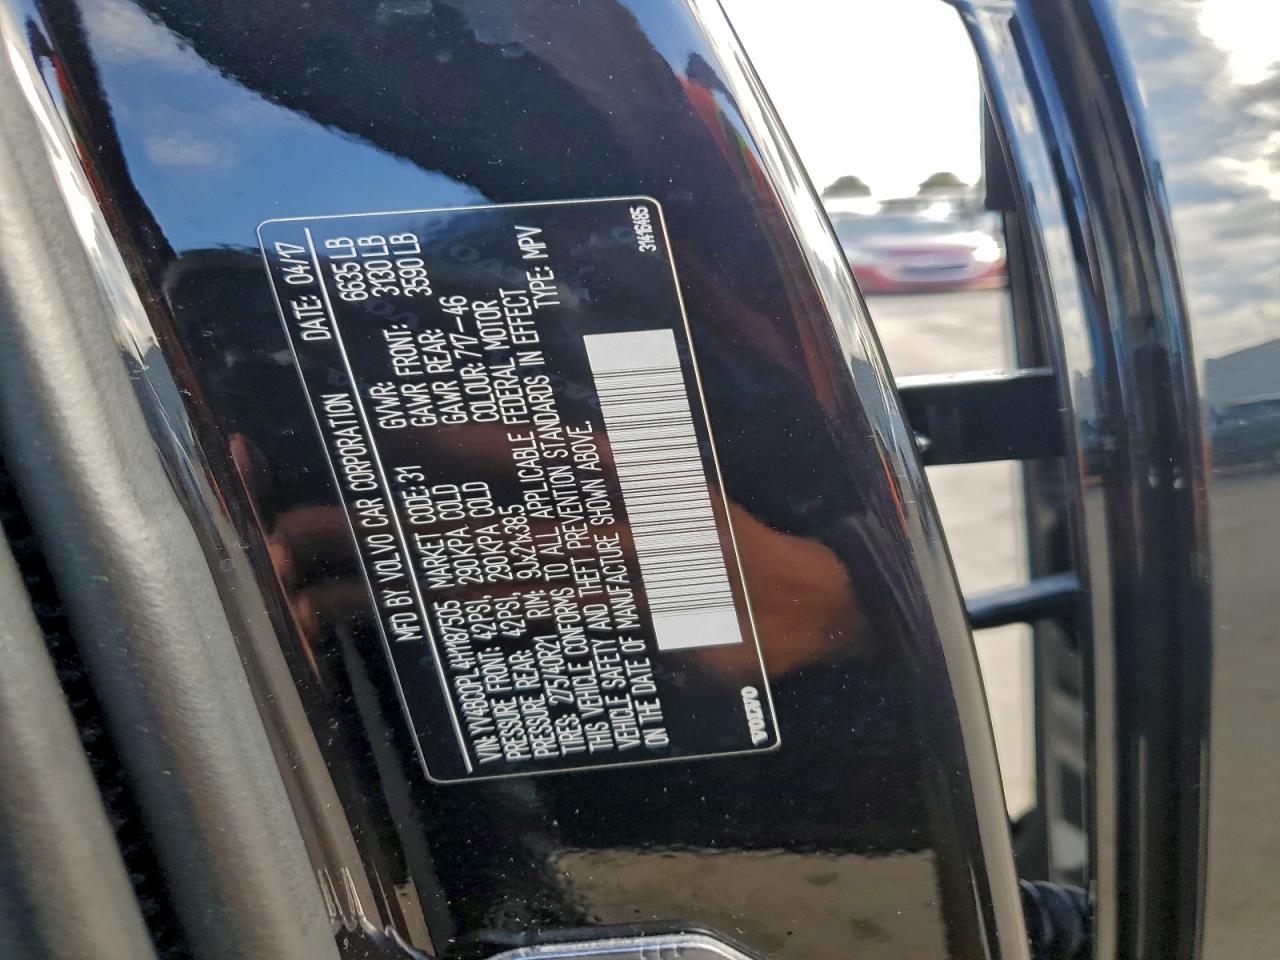 MFD BY VOLVO CAR CORPORATION DATE: 04/17
VIN: YV4BC0PL4H1187505 MARKET CODE: 31 GVWR: 6635 LB
PRESSURE FRONT: 42PSI, 290KPA COLD GAWR FRONT: 3130 LB
PRESSURE REAR: 42PSI, 290KPA COLD GAWR REAR: 3590 LB
TIRES: 275/40R21 RIM: 9JX21x38.5 COLOUR: 717-46
THIS VEHICLE CONFORMS TO ALL APPLICABLE FEDERAL MOTOR
VEHICLE SAFETY AND THEFT PREVENTION STANDARDS IN EFFECT
ON THE DATE OF MANUFACTURE SHOWN ABOVE. TYPE: MPV
VOLVO 31416485